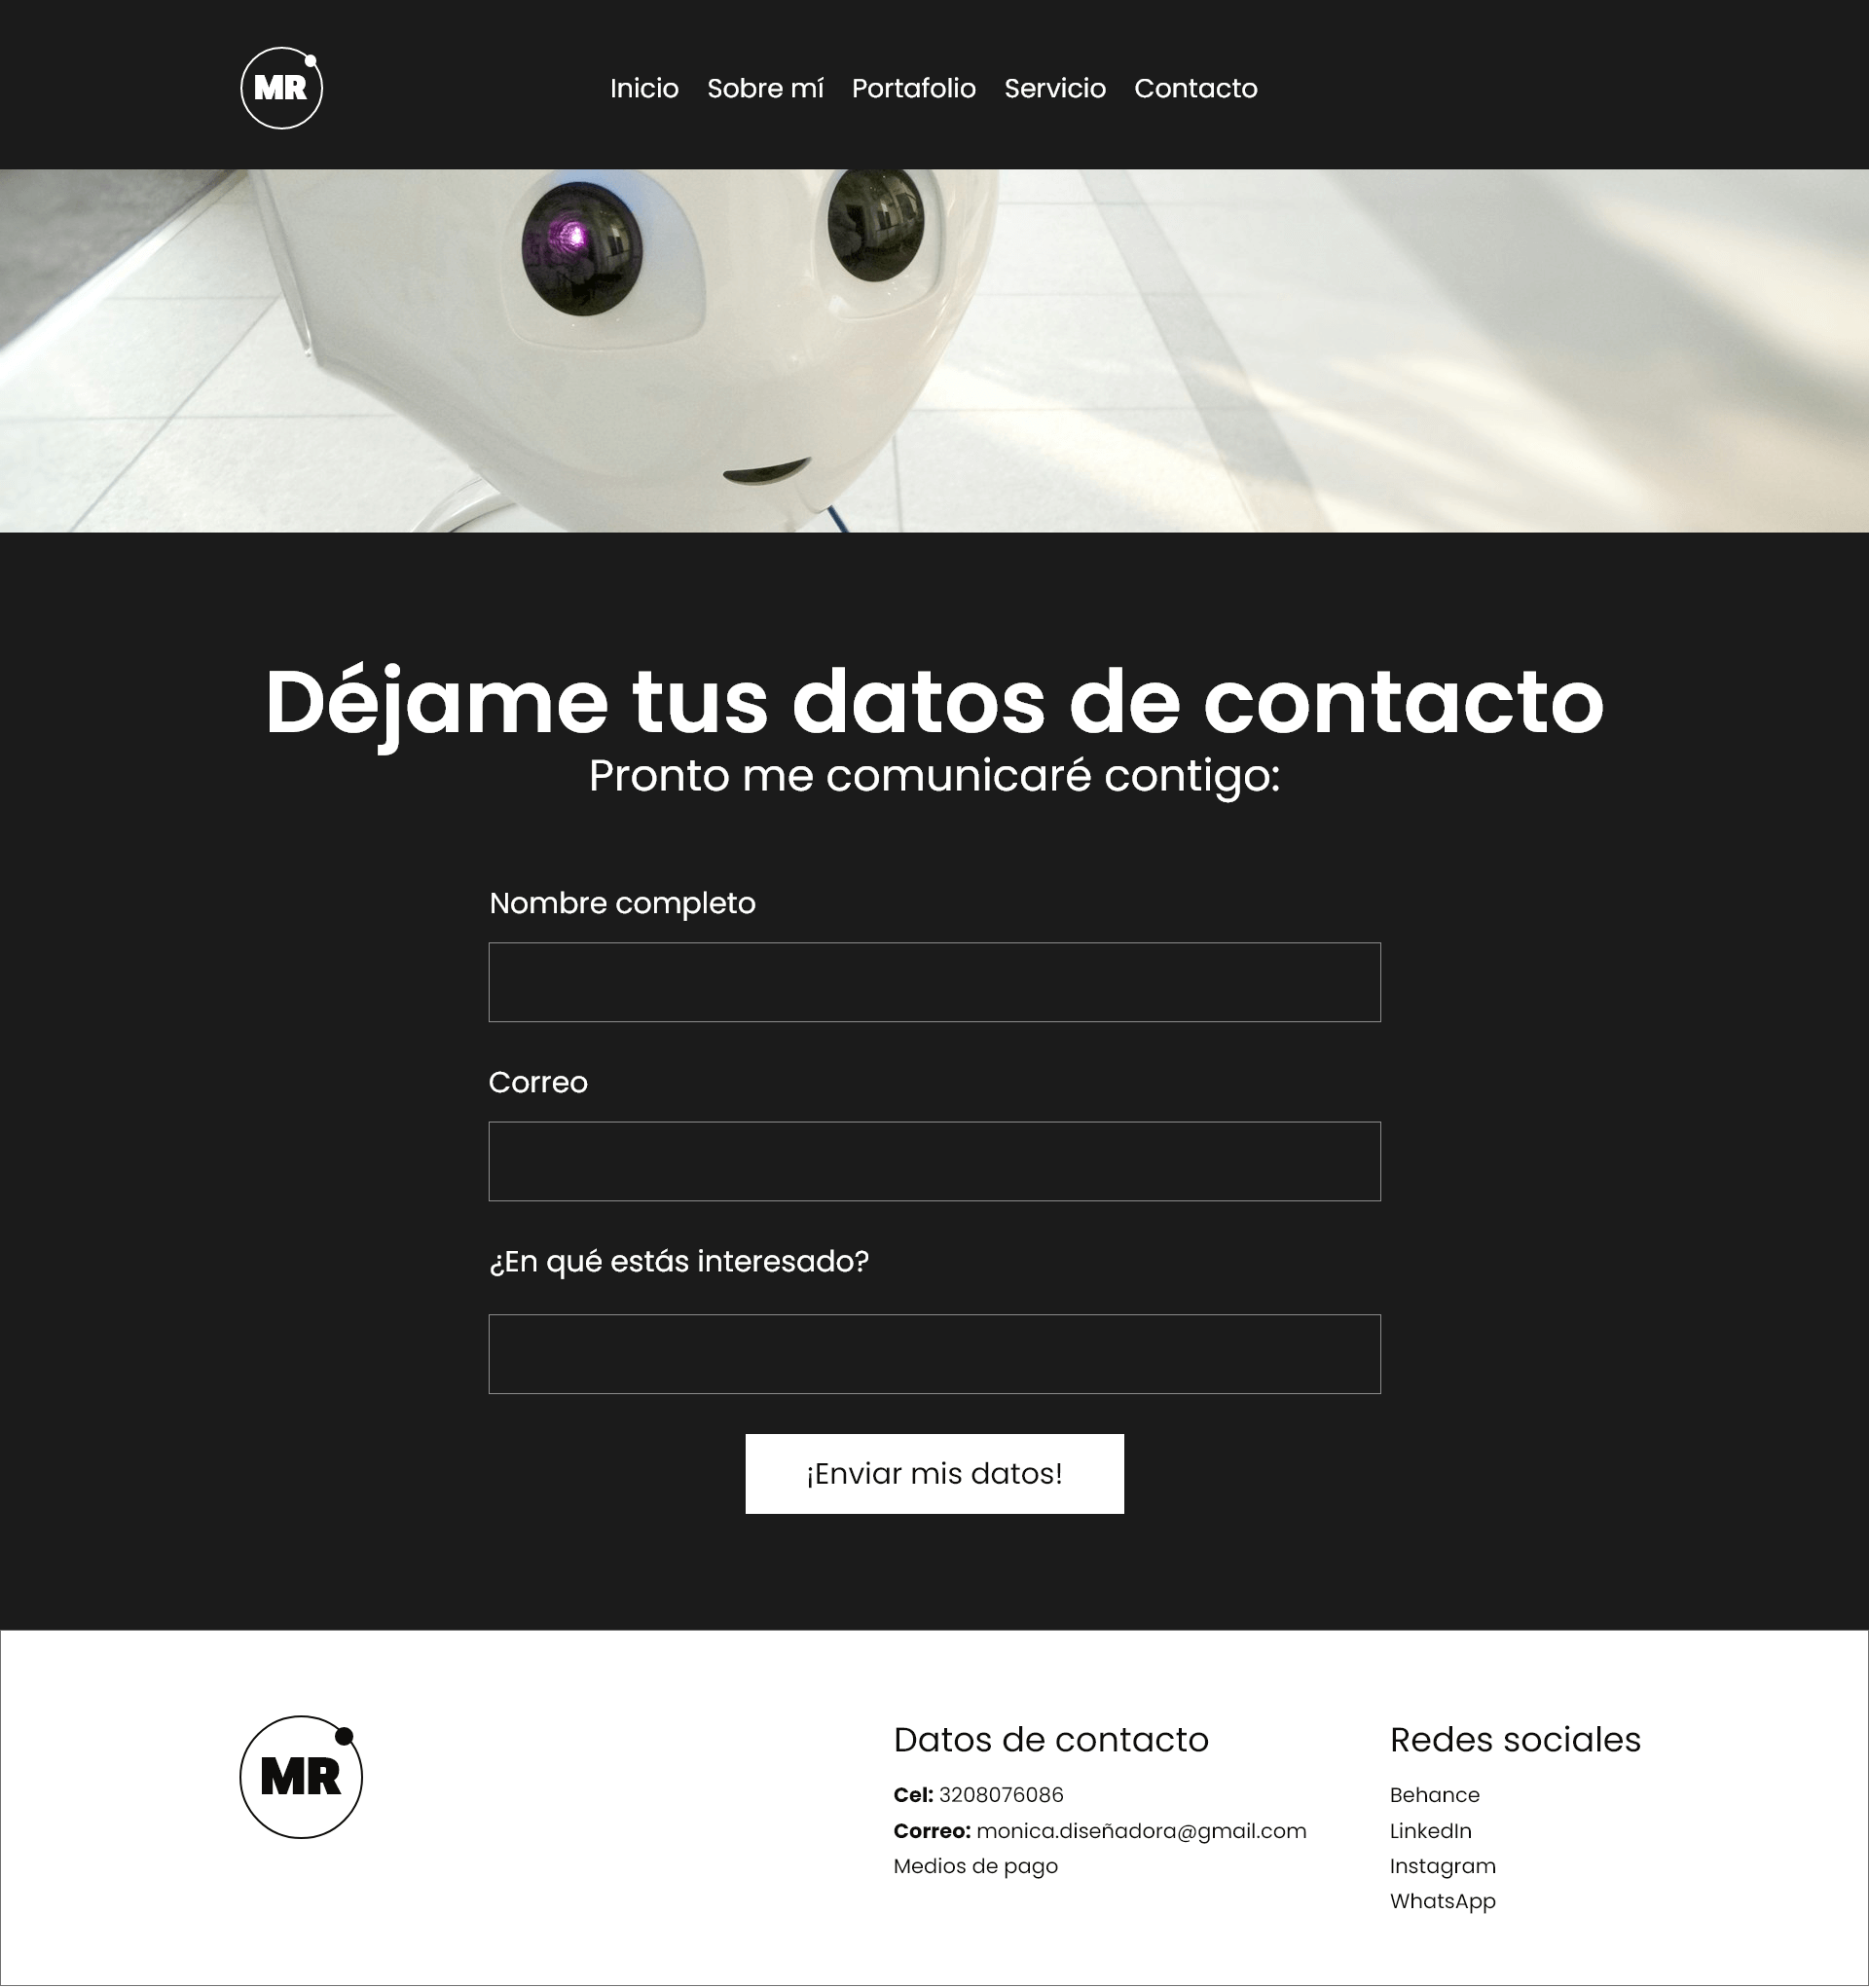 MR
Inicio Sobre mí Portafolio Servicio Contacto
Déjame tus datos de contacto
Pronto me comunicaré contigo:
Nombre completo
Correo
¿En qué estás interesado?
¡Enviar mis datos!
MR
Datos de contacto
Cel: 3208076086
Correo: monica.diseñadora@gmail.com
Medios de pago
Redes sociales
Behance
LinkedIn
Instagram
WhatsApp